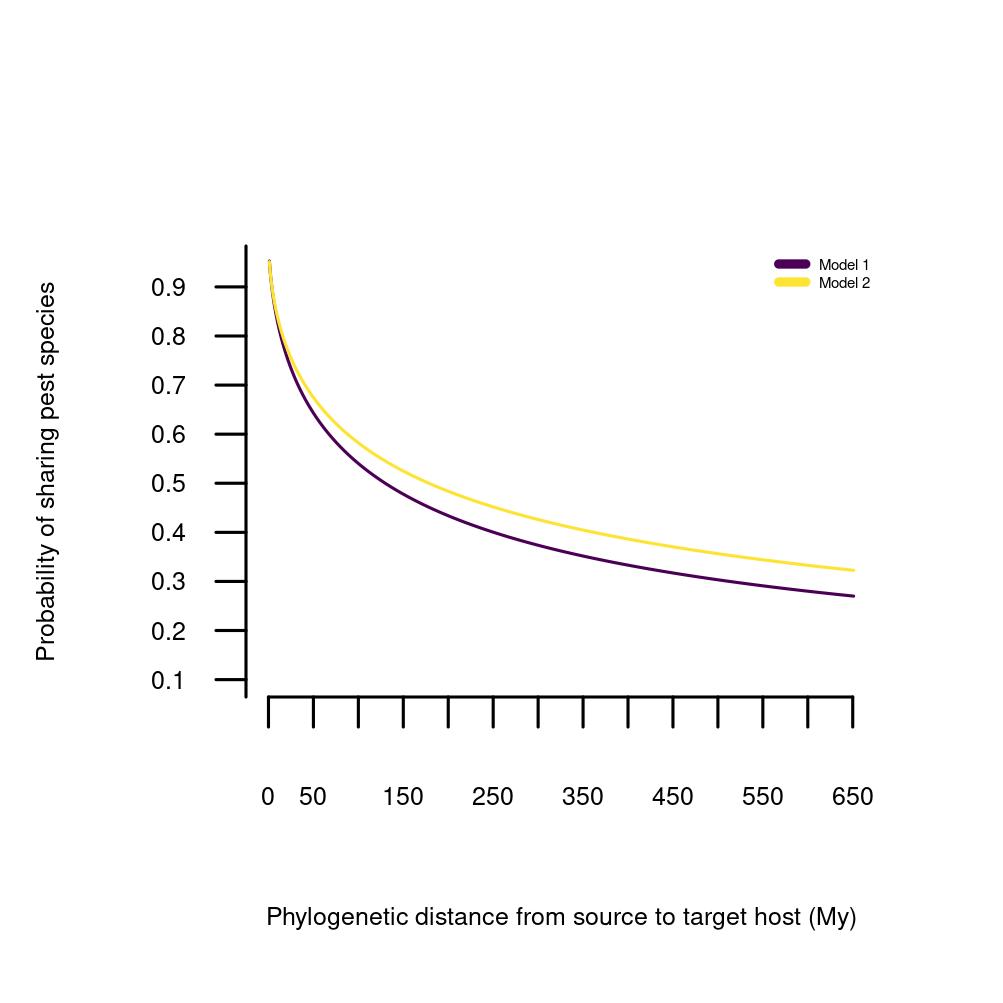 Model 1
Model 2
0.9
0.8
0.7
0.6
0.5
0.4
0.3
0.2
0.1
Probability of sharing pest species
0 50 150 250 350 450 550 650
Phylogenetic distance from source to target host (My)